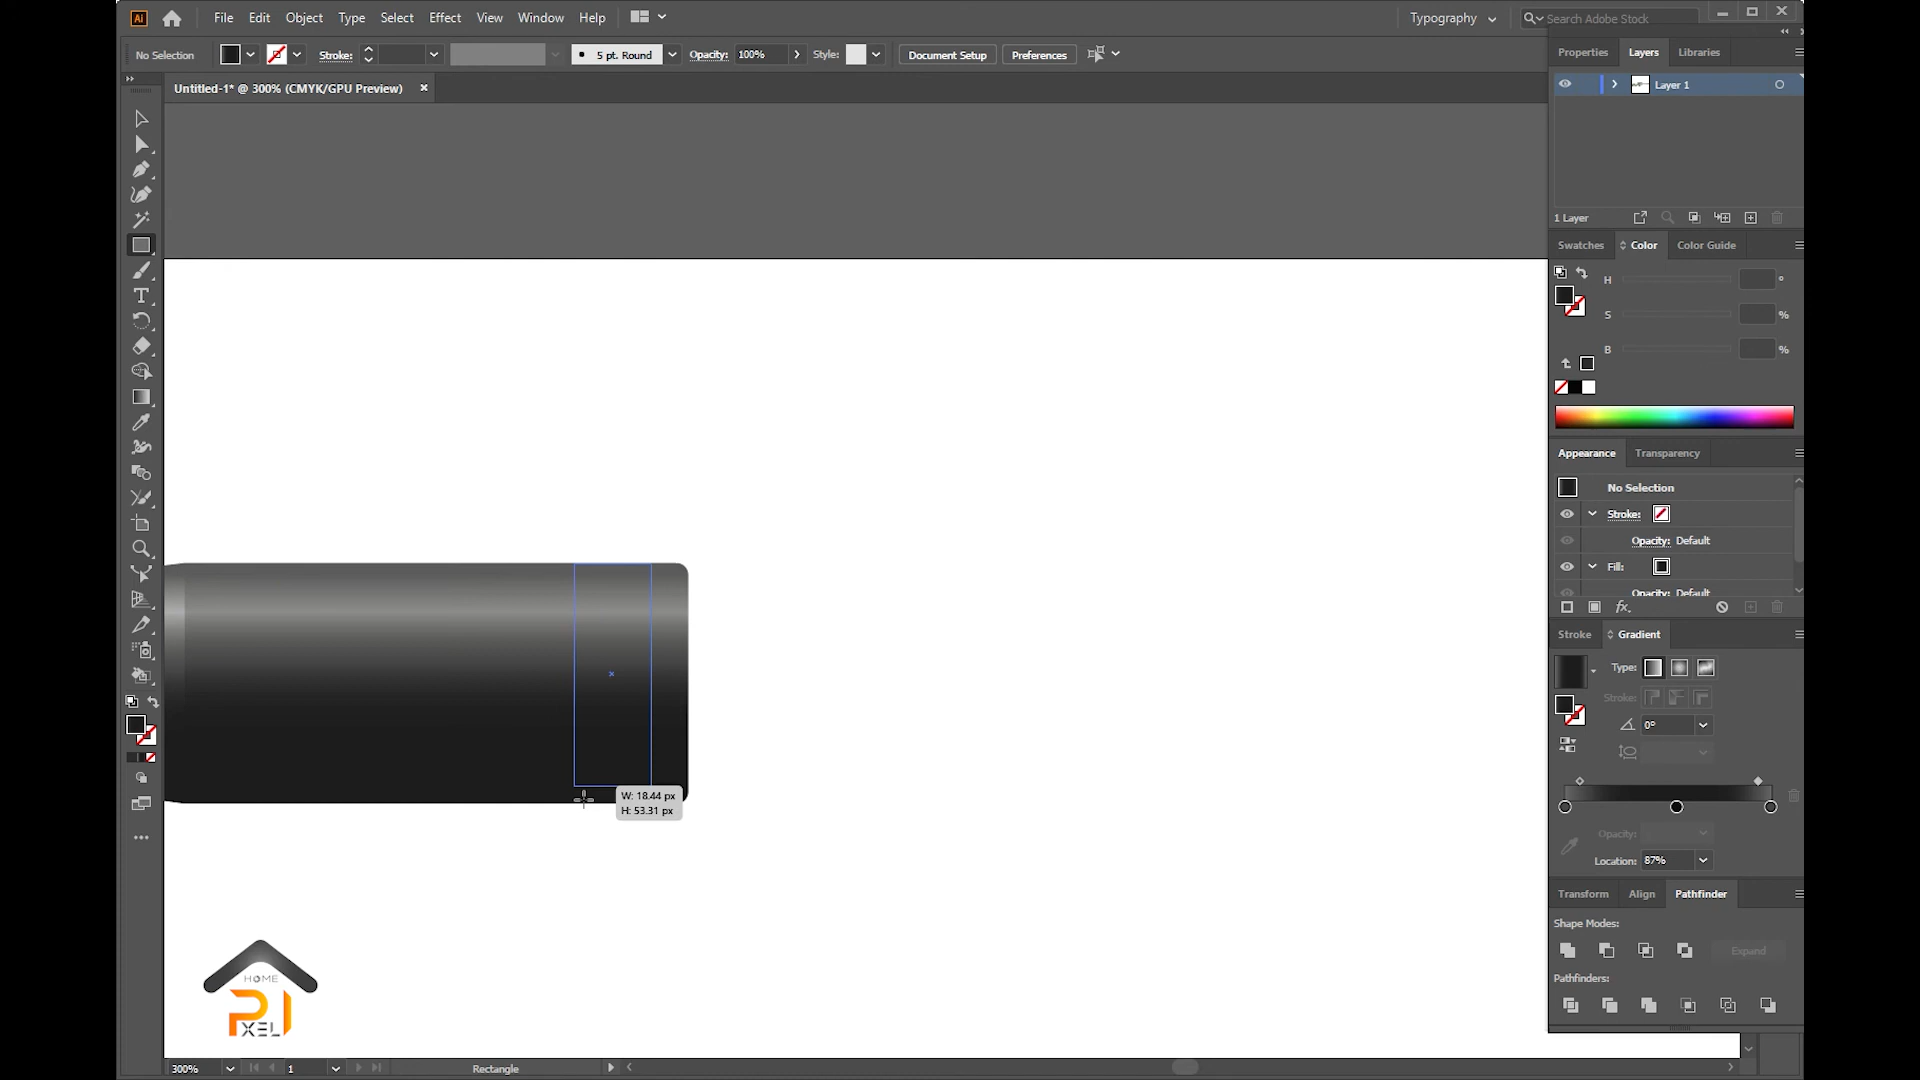 Ai File Edit Object Type Select Effect View Window Help Typography Search Adobe Stock
No Selection Stroke: 5 pt. Round Opacity: 100% Style: Document Setup Preferences
Untitled-1* @ 300% (CMYK/GPU Preview)
Properties Layers Libraries
Layer 1
1 Layer
Swatches Color Color Guide
H °
S %
B %
Appearance Transparency
No Selection
Stroke:
Opacity: Default
Fill:
Opacity: Default
fx.
Stroke Gradient
Type:
Stroke:
0°
Opacity:
Location: 87%
Transform Align Pathfinder
Shape Modes:
Expand
Pathfinders:
W: 18.44 px
H: 53.31 px
HOME
PIXEL
300% 1 Rectangle